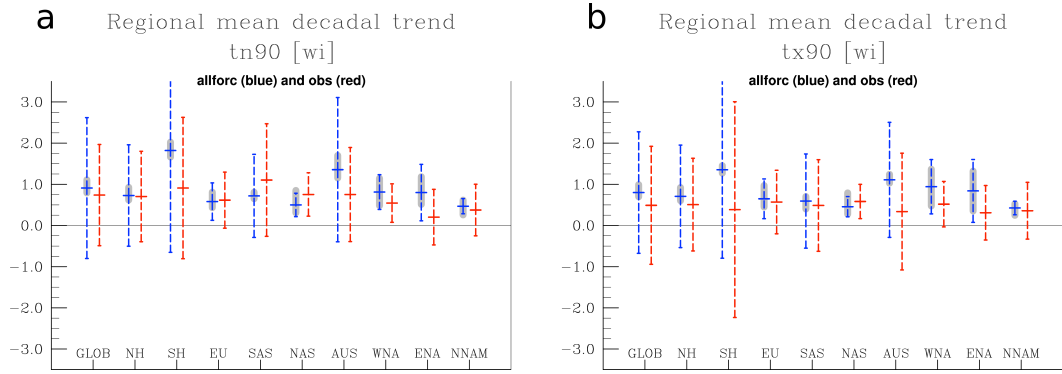 a
Regional mean decadal trend
tn90 [wi]
allforc (blue) and obs (red)
3.0
2.0
1.0
0.0
-1.0
-2.0
-3.0
GLOB NH SH EU SAS NAS AUS WNA ENA NNAM
b
Regional mean decadal trend
tx90 [wi]
allforc (blue) and obs (red)
3.0
2.0
1.0
0.0
-1.0
-2.0
-3.0
GLOB NH SH EU SAS NAS AUS WNA ENA NNAM